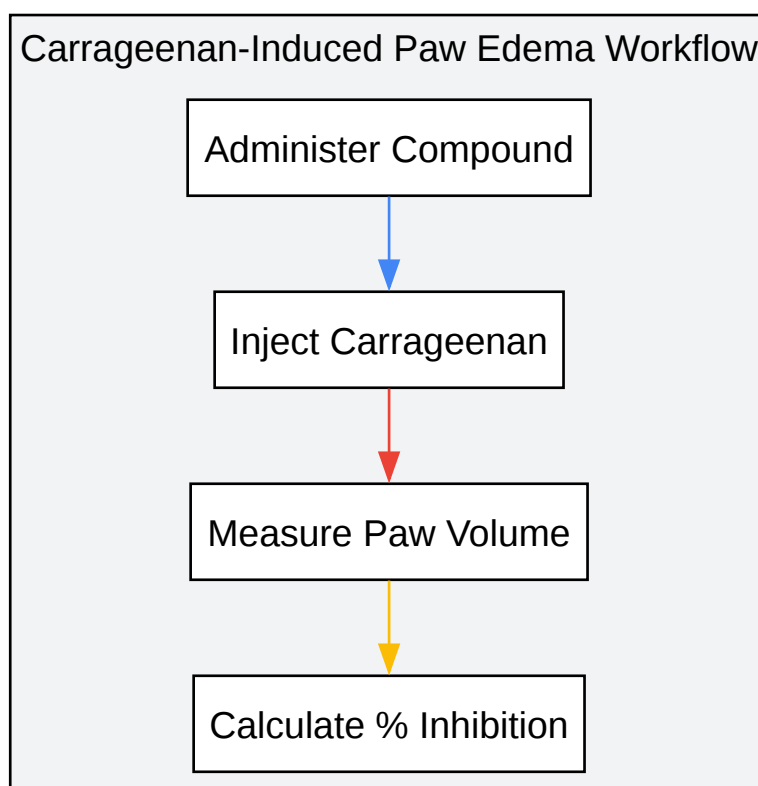 Carrageenan-Induced Paw Edema Workflow
Administer Compound
Inject Carrageenan
Measure Paw Volume
Calculate % Inhibition